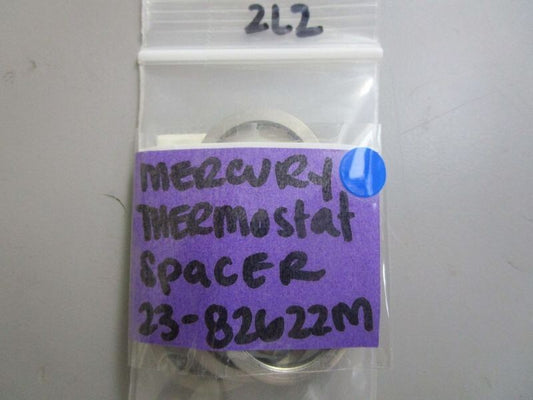 2L2
MERCURY
THERmostat
SPACER
23-82622M